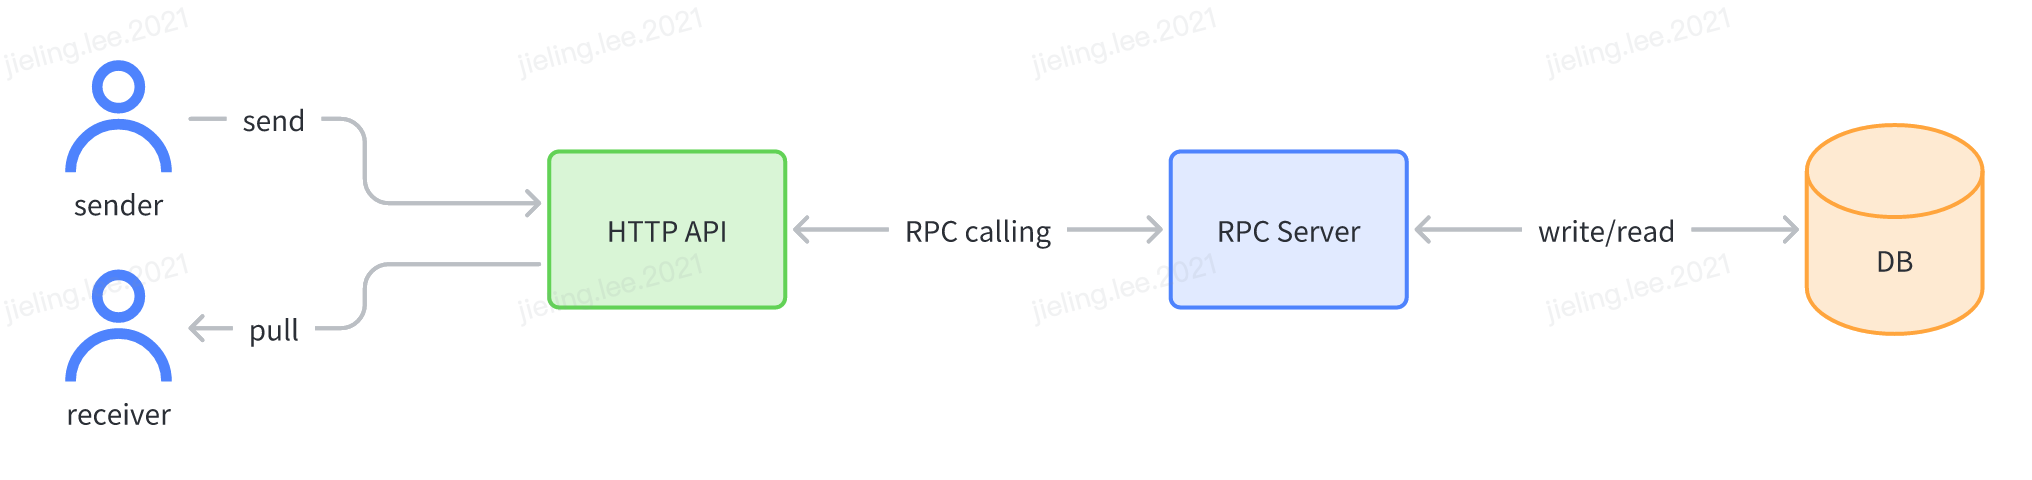 jieling.lee.2021
jieling.lee.2021
jieling.lee.2021
jieling.lee.2021
send
sender
HTTP API
RPC calling
RPC Server
write/read
DB
jieling.lee.2021
jieling.lee.2021
jieling.lee.2021
jieling.lee.2021
pull
receiver